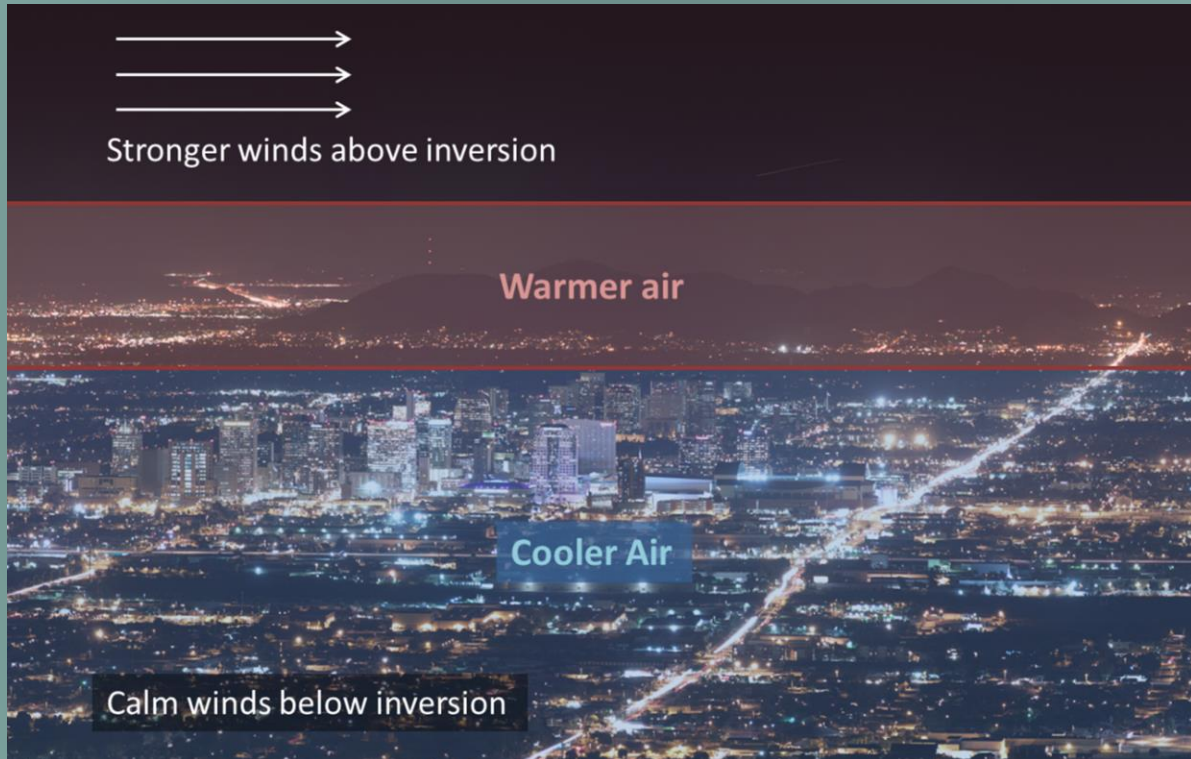 Stronger winds above inversion
Warmer air
Cooler Air
Calm winds below inversion